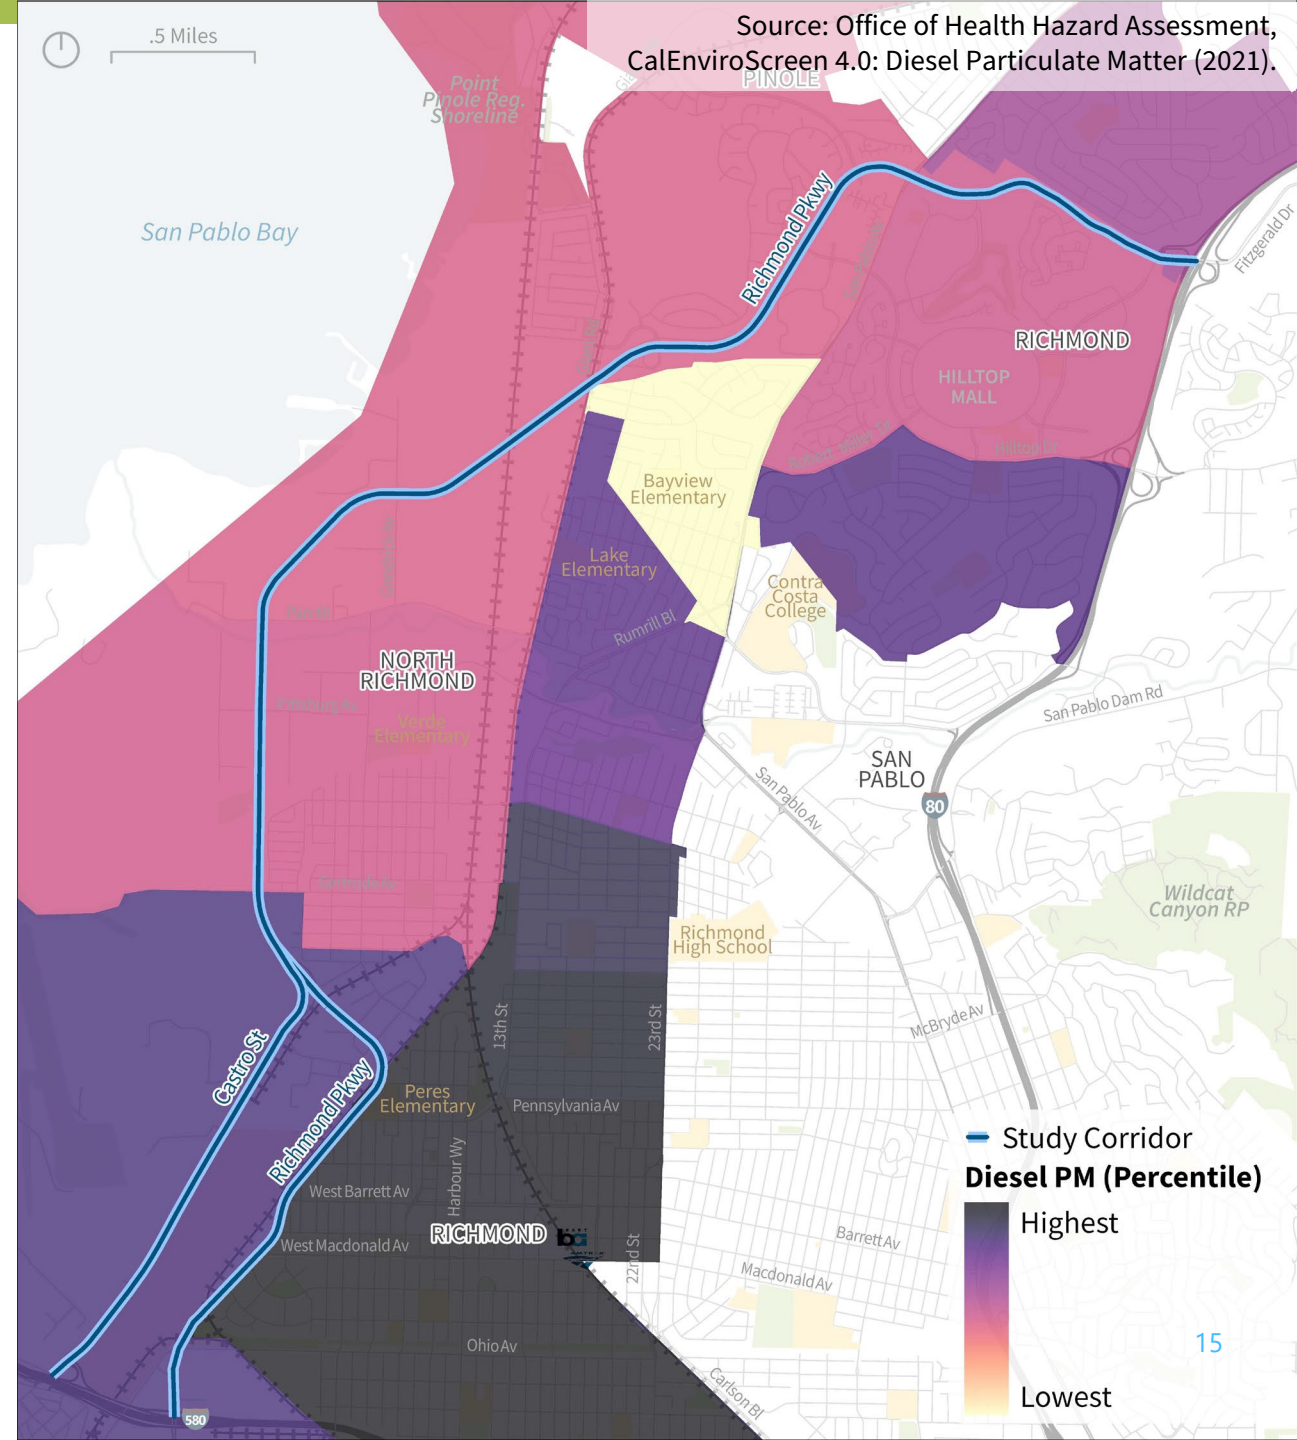 Source: Office of Health Hazard Assessment,
CalEnviroScreen 4.0: Diesel Particulate Matter (2021).
.5 Miles
PINOLE
Point
Pinole Reg.
Shoreline
San Pablo Bay
Richmond Pkwy
Fitzgerald Dr
RICHMOND
HILLTOP
MALL
Robert Miller Dr
Hilltop Dr
Bayview
Elementary
Lake
Elementary
Contra
Costa
College
Rumrill Bl
NORTH
RICHMOND
Verde
Elementary
San Pablo Dam Rd
SAN
PABLO
San Pablo Av
80
Wildcat
Canyon RP
Richmond
High School
13th St
23rd St
McBryde Av
Castro St
Richmond Pkwy
Peres
Elementary
Pennsylvania Av
Harbour Wy
West Barrett Av
RICHMOND
West Macdonald Av
22nd St
Barrett Av
Macdonald Av
Ohio Av
Carlson Bl
580
Study Corridor
Diesel PM (Percentile)
Highest
Lowest
15